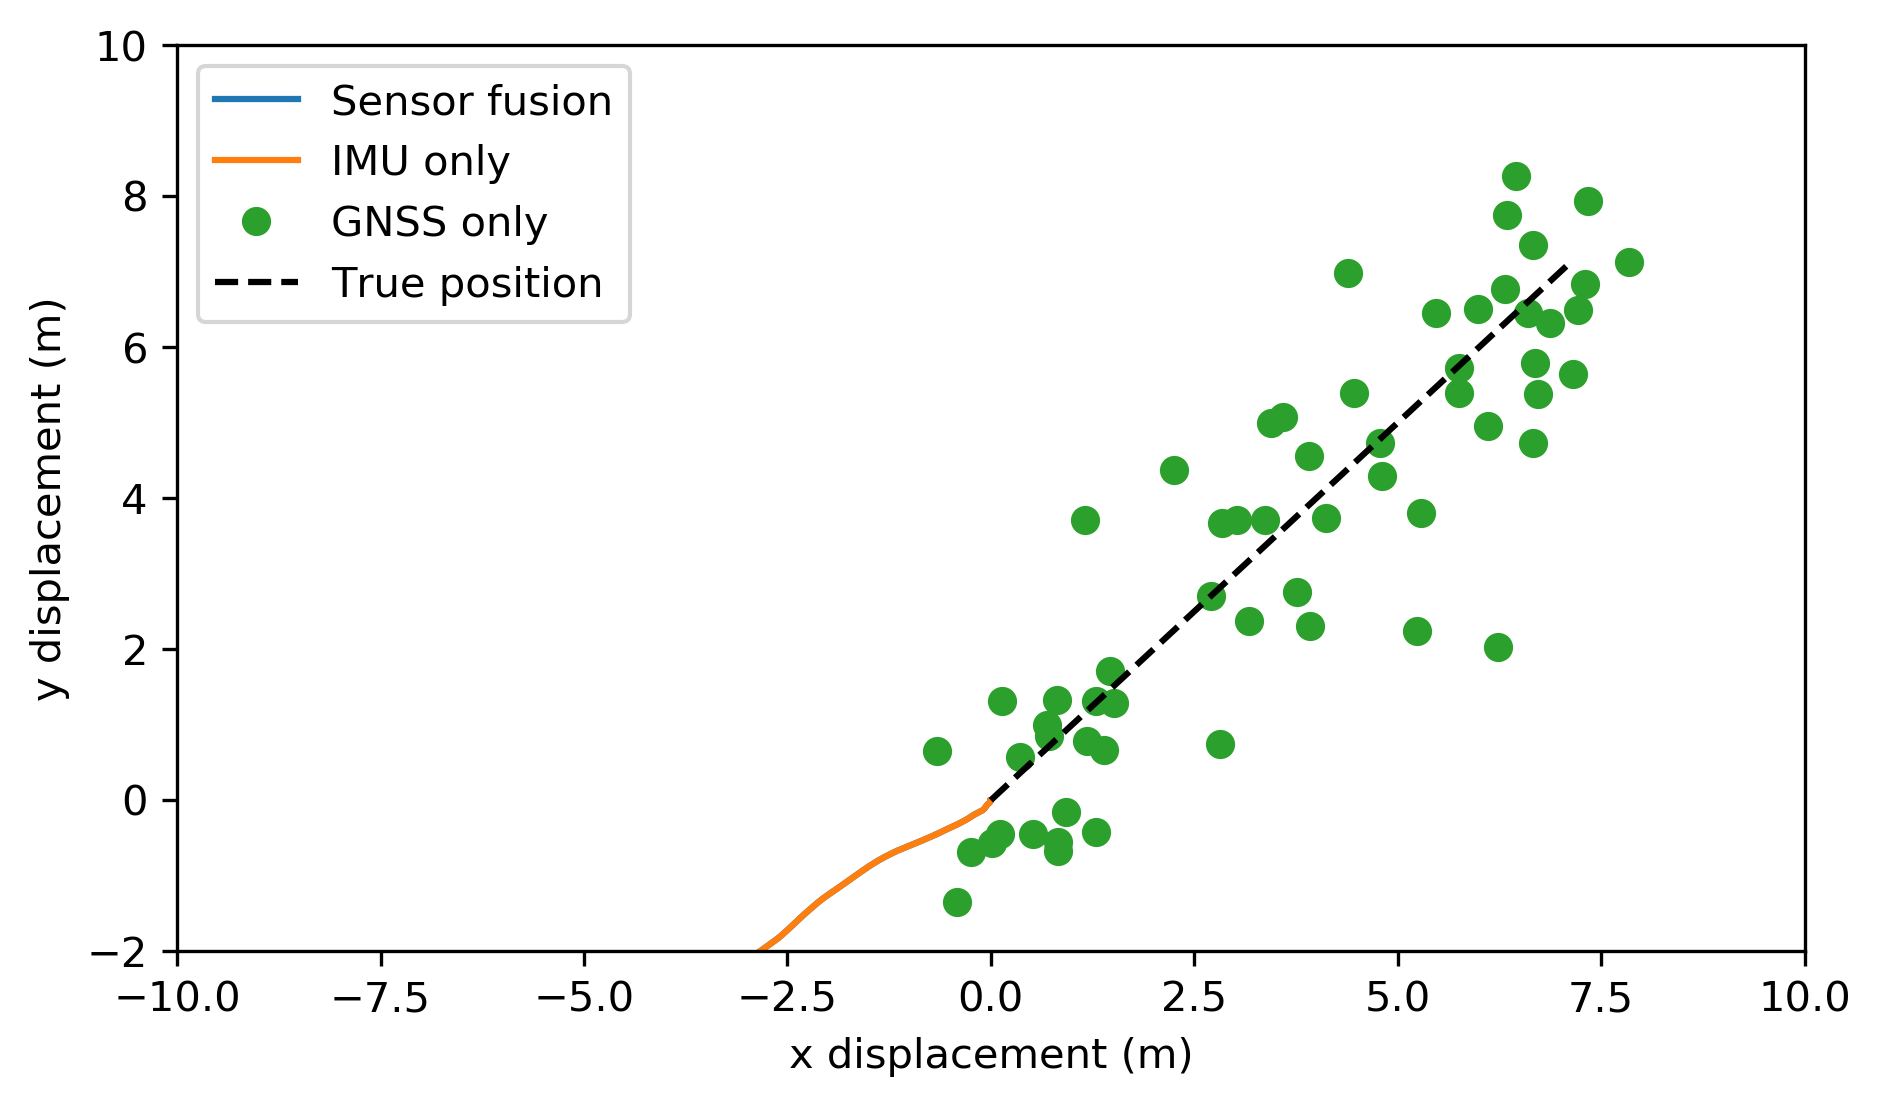 Sensor fusion
IMU only
GNSS only
True position
10
8
6
4
2
0
−2
y displacement (m)
−10.0 −7.5 −5.0 −2.5 0.0 2.5 5.0 7.5 10.0
x displacement (m)